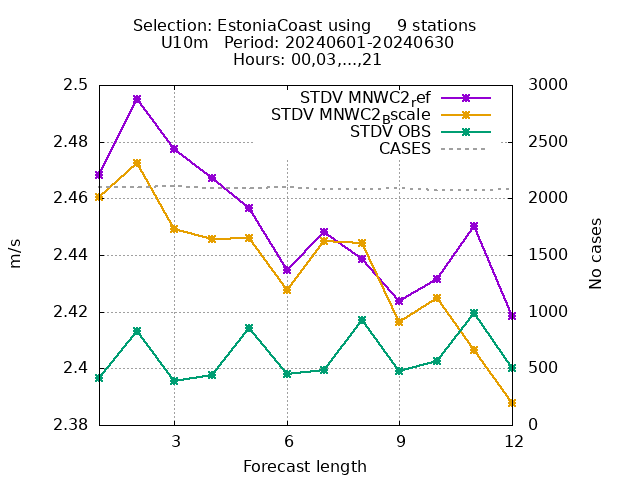 Selection: EstoniaCoast using     9 stations
U10m   Period: 20240601-20240630
Hours: 00,03,...,21
2.5
2.48
2.46
2.44
2.42
2.4
2.38
3000
2500
2000
1500
1000
500
0
STDV MNWC2ref
STDV MNWC2Bscale
STDV OBS
CASES
m/s
No cases
3
6
9
12
Forecast length